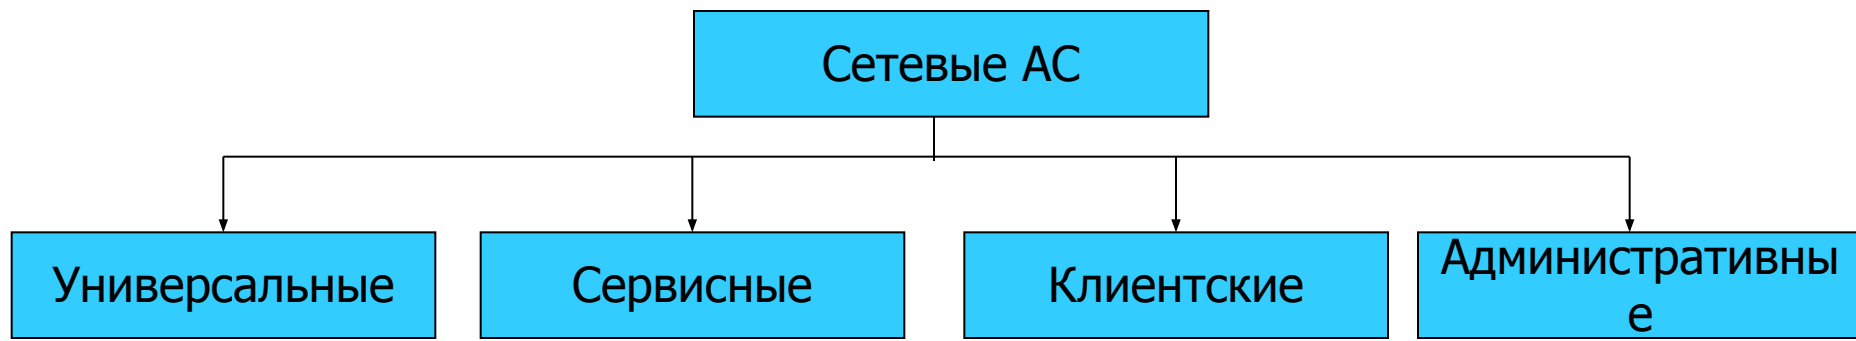 Сетевые АС
Универсальные
Сервисные
Клиентские
Административны
е